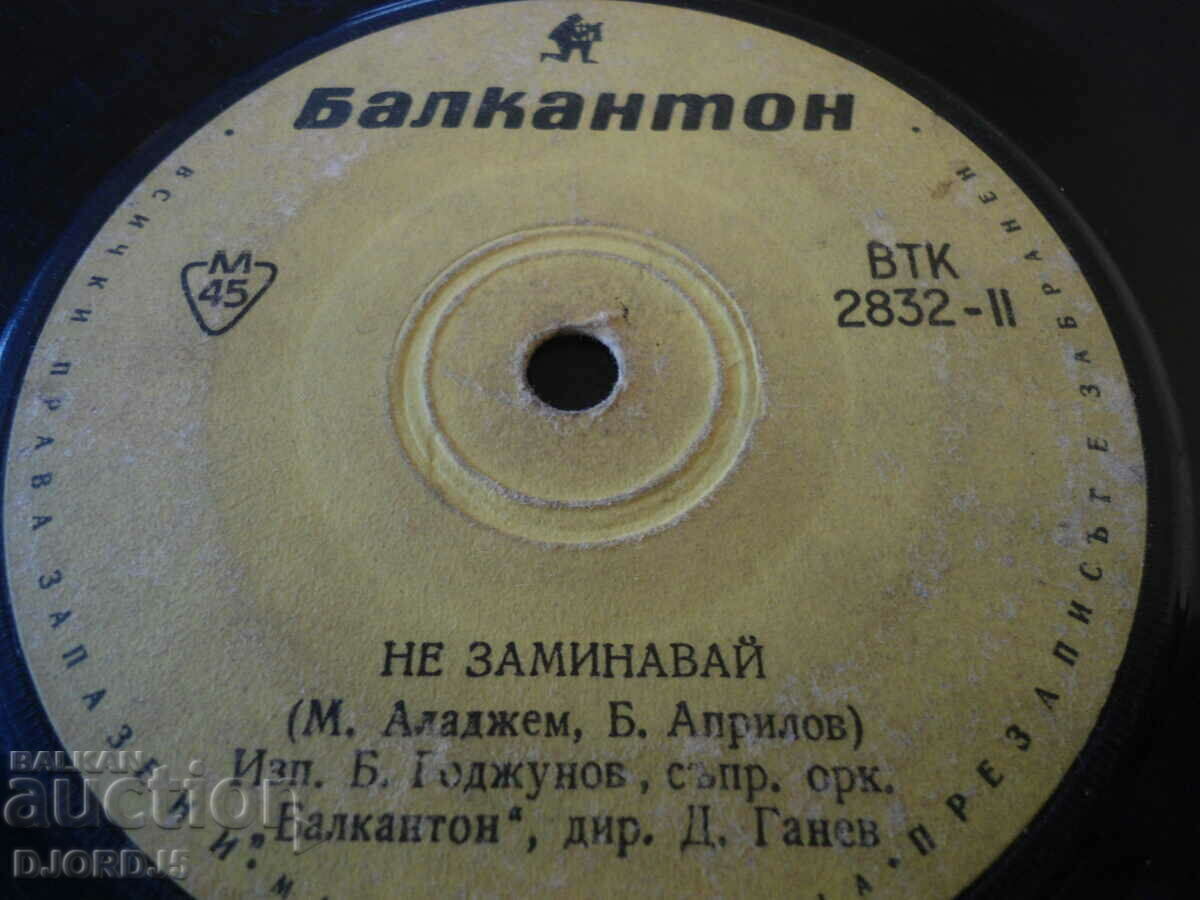 Балкантон
ВСИЧКИ ПРАВА ЗАПАЗЕНИ
ПРЕЗАПИСЪТ Е ЗАБРАНЕН
М
45
ВТК
2832-II
НЕ ЗАМИНАВАЙ
(М. Аладжем, Б. Априлов)
Изп. Б. Годжунов, съпр. орк.
„Балкантон“, дир. Д. Ганев
BALKAN
auction
DJORDJ5